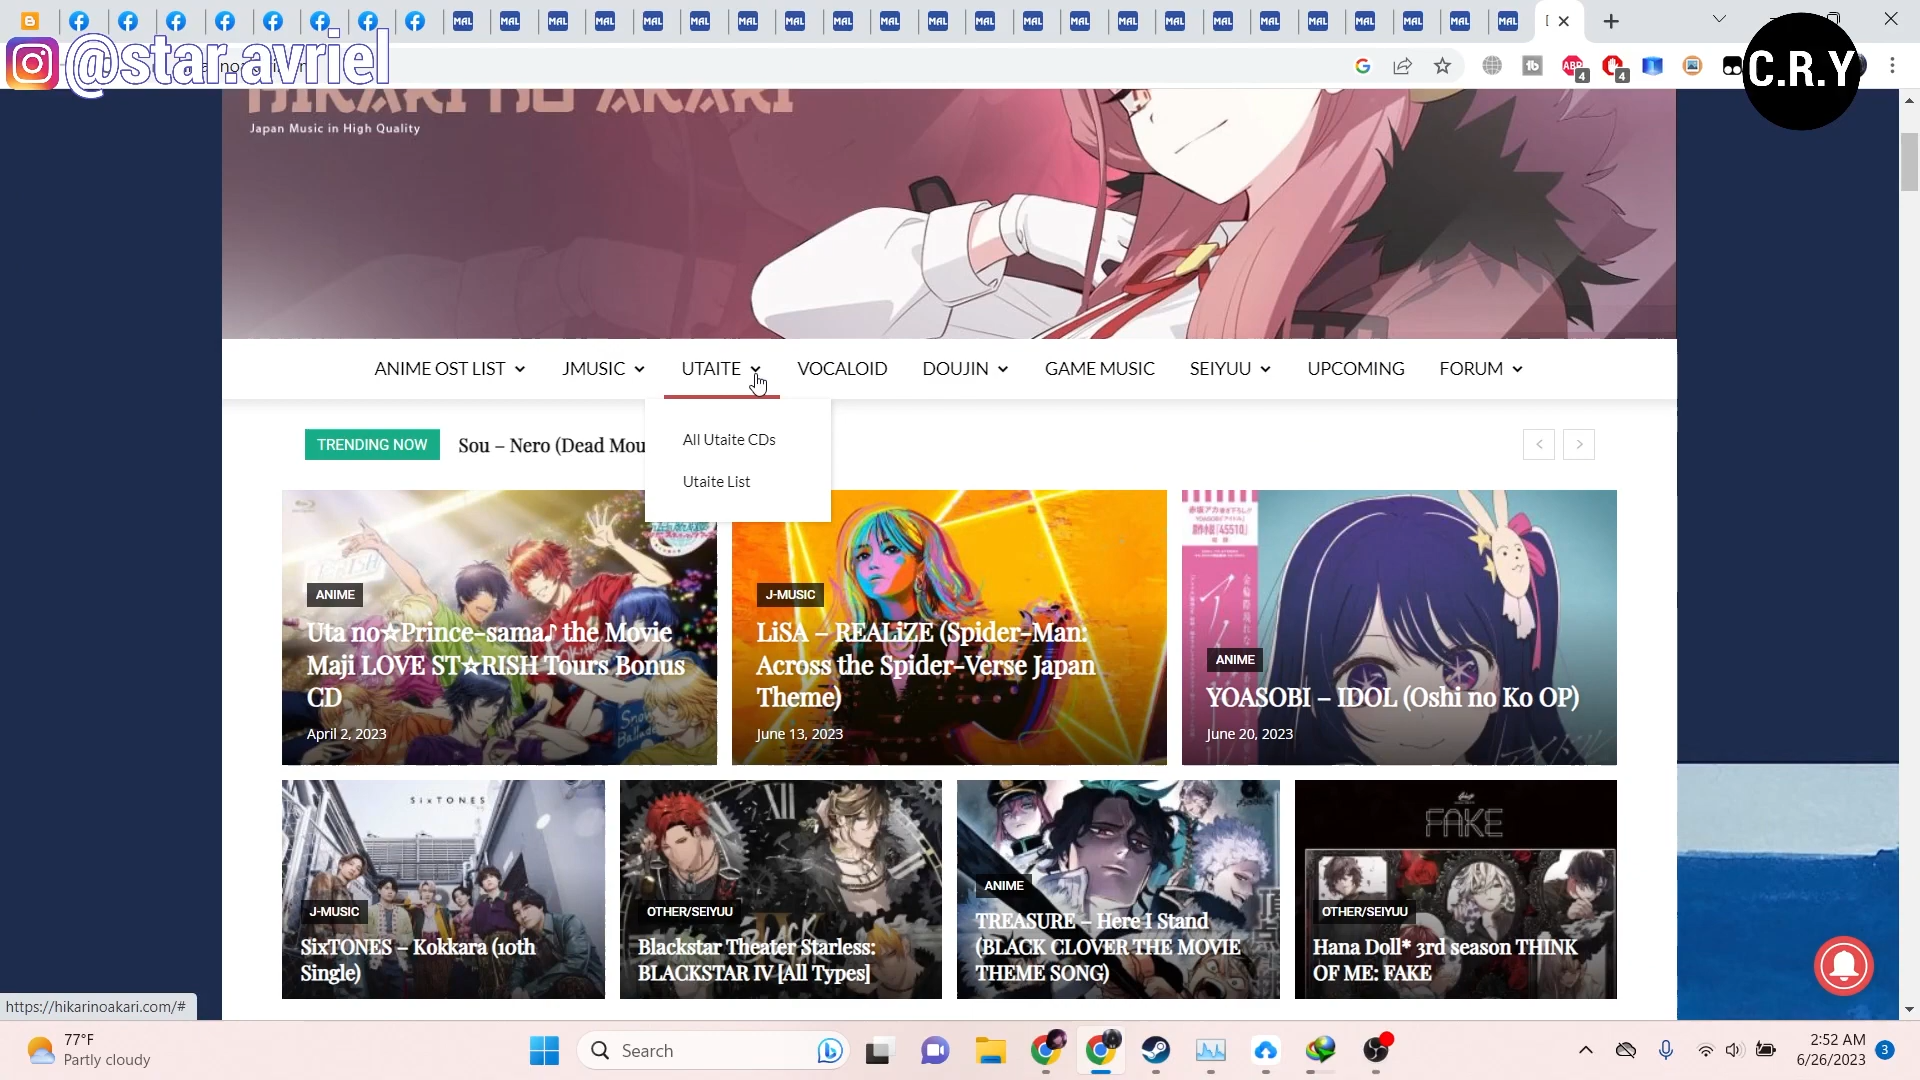 @star.avriel
C.R.Y
HIKARI NO AKARI
Japan Music in High Quality
ANIME OST LIST
JMUSIC
UTAITE
VOCALOID
DOUJIN
GAME MUSIC
SEIYUU
UPCOMING
FORUM
All Utaite CDs
Utaite List
TRENDING NOW
Sou – Nero (Dead Mou
ANIME
Uta no☆Prince-sama♪ the Movie
Maji LOVE ST☆RISH Tours Bonus
CD
April 2, 2023
J-MUSIC
LiSA – REALiZE (Spider-Man:
Across the Spider-Verse Japan
Theme)
June 13, 2023
ANIME
YOASOBI – IDOL (Oshi no Ko OP)
June 20, 2023
SixTONES
J-MUSIC
SixTONES – Kokkara (10th
Single)
OTHER/SEIYUU
Blackstar Theater Starless:
BLACKSTAR IV [All Types]
ANIME
TREASURE – Here I Stand
(BLACK CLOVER THE MOVIE
THEME SONG)
FAKE
OTHER/SEIYUU
Hana Doll* 3rd season THINK
OF ME: FAKE
https://hikarinoakari.com/#
77°F
Partly cloudy
Search
2:52 AM
6/26/2023
3